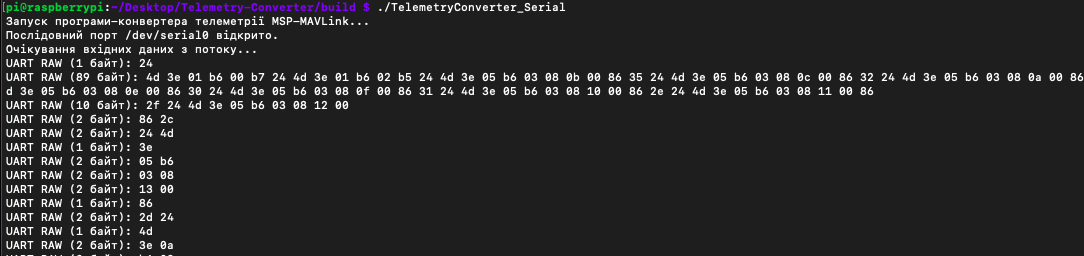 pi@raspberrypi:~/Desktop/Telemetry-Converter/build $ ./TelemetryConverter_Serial
Запуск програми-конвертера телеметрії MSP-MAVLink...
Послідовний порт /dev/serial0 відкрито.
Очікування вхідних даних з потоку...
UART RAW (1 байт): 24
UART RAW (89 байт): 4d 3e 01 b6 00 b7 24 4d 3e 01 b6 02 b5 24 4d 3e 05 b6 03 08 0b 00 86 35 24 4d 3e 05 b6 03 08 0c 00 86 32 24 4d 3e 05 b6 03 08 0a 00 86
d 3e 05 b6 03 08 0e 00 86 30 24 4d 3e 05 b6 03 08 0f 00 86 31 24 4d 3e 05 b6 03 08 10 00 86 2e 24 4d 3e 05 b6 03 08 11 00 86
UART RAW (10 байт): 2f 24 4d 3e 05 b6 03 08 12 00
UART RAW (2 байт): 86 2c
UART RAW (2 байт): 24 4d
UART RAW (1 байт): 3e
UART RAW (2 байт): 05 b6
UART RAW (2 байт): 03 08
UART RAW (2 байт): 13 00
UART RAW (1 байт): 86
UART RAW (2 байт): 2d 24
UART RAW (1 байт): 4d
UART RAW (2 байт): 3e 0a